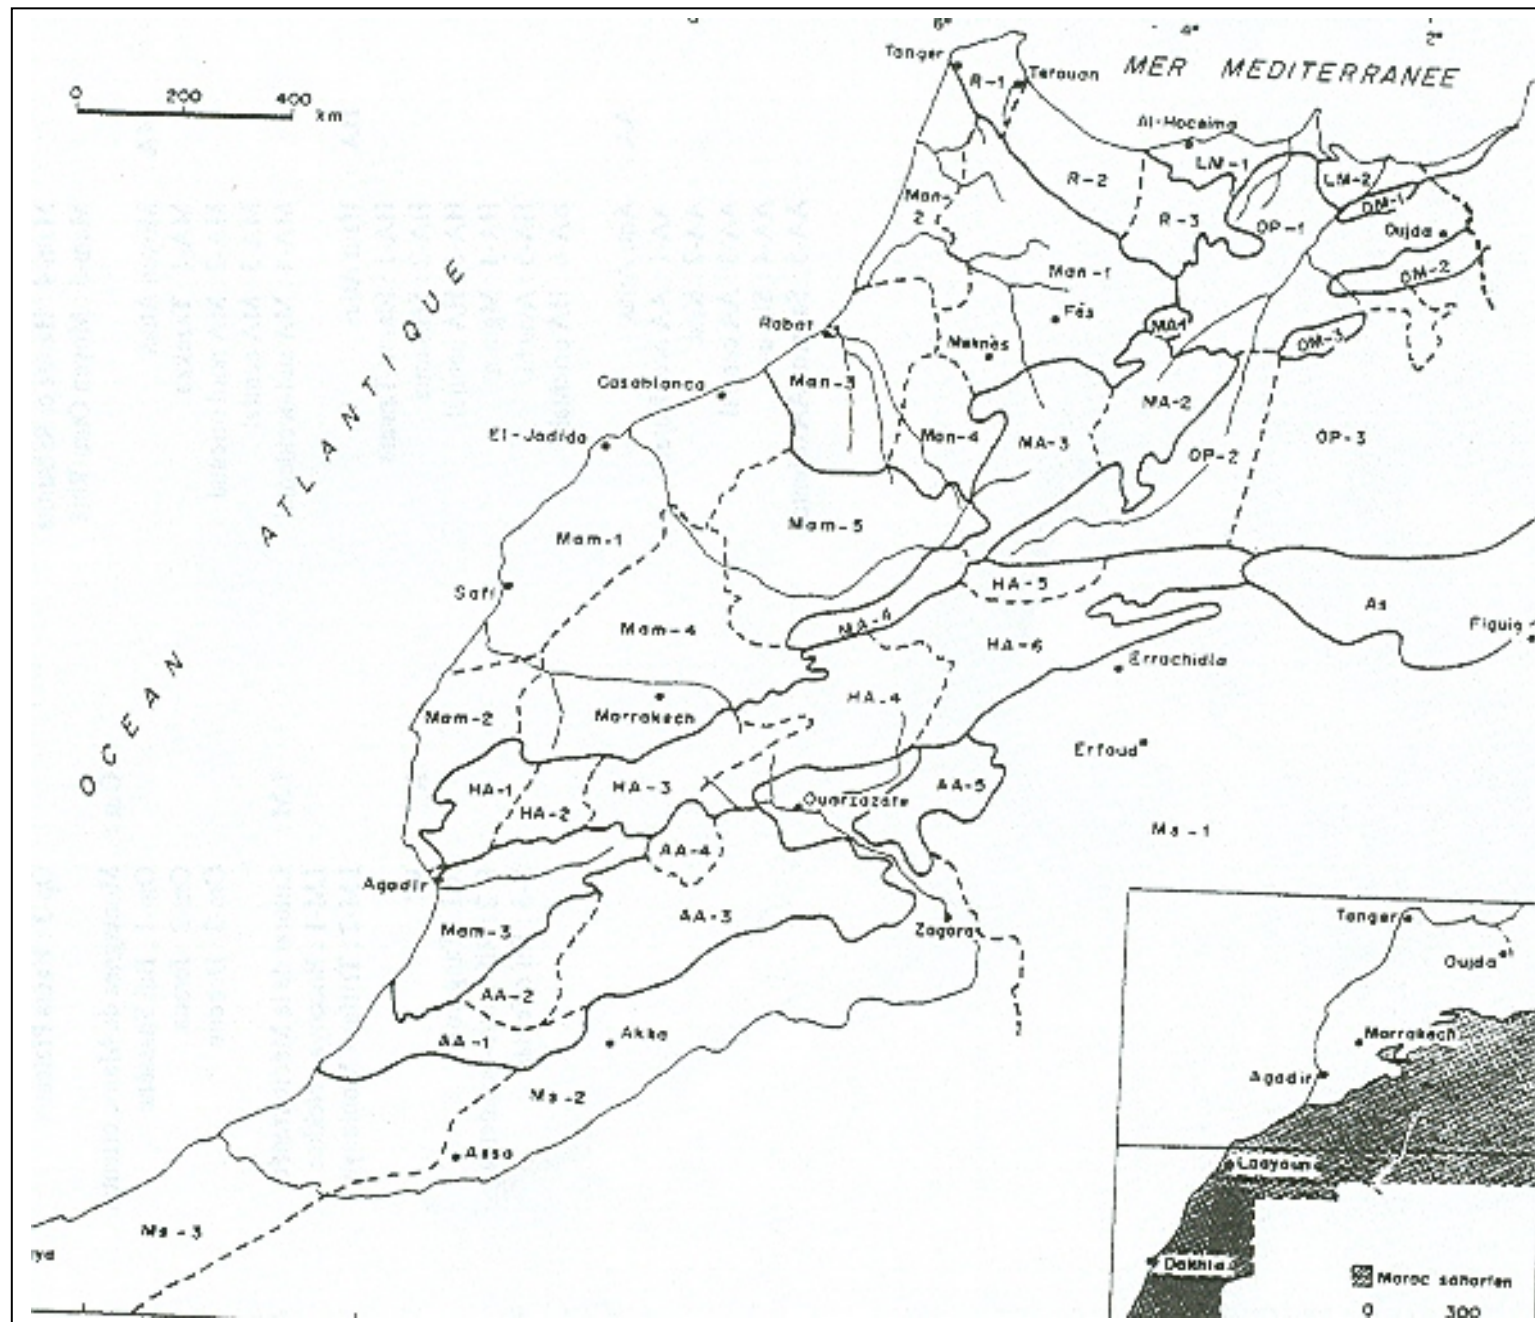 6°
4°
2°
0 200 400 km
Tanger
R-1
Tetouan
MER MEDITERRANEE
Al-Hoceima
LM-1
R-2
LM-2
Man-2
OM-1
R-3
OP-1
Oujda
Man-1
OM-2
Fès
MA1
Rabat
OM-3
Meknès
Casablanca
Man-3
MA-2
El-Jadida
Man-4
MA-3
OP-3
OP-2
OCEAN ATLANTIQUE
Mam-5
Mam-1
HA-5
Safi
As
Mam-4
MA-4
Figuig
HA-6
Errachidia
HA-4
Mam-2
Marrakech
Erfoud
HA-1
HA-3
AA-5
Ouarzazate
HA-2
Ms-1
AA-4
Agadir
AA-3
Mam-3
Zagora
Tanger
Oujda
AA-2
Akka
AA-1
Marrakech
Agadir
Ms-2
Assa
Laayoune
Ms-3
Dakhla
Maroc saharien
0 300